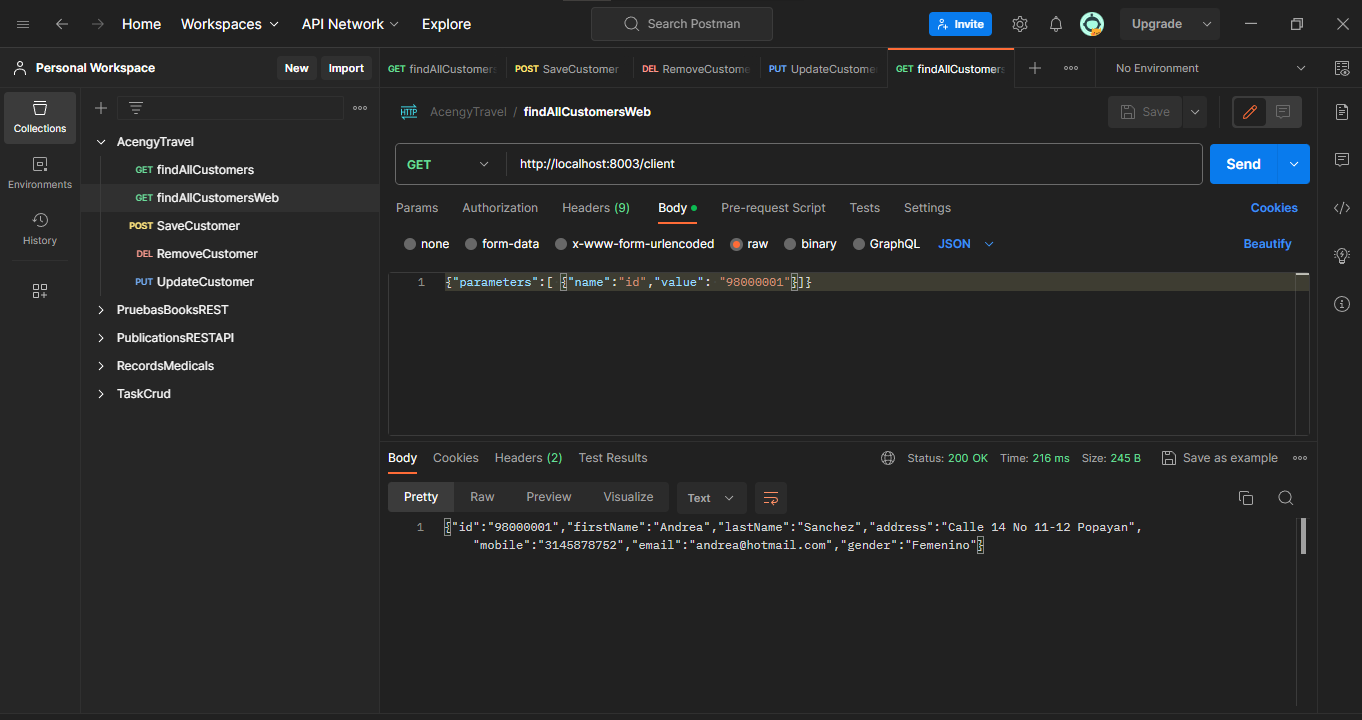 Home Workspaces API Network Explore Search Postman Invite Upgrade
Personal Workspace New Import
GET findAllCustomers POST SaveCustomer DEL RemoveCustome PUT UpdateCustome GET findAllCustomers No Environment
Collections
Environments
History
AcengyTravel
GET findAllCustomers
GET findAllCustomersWeb
POST SaveCustomer
DEL RemoveCustomer
PUT UpdateCustomer
PruebasBooksREST
PublicationsRESTAPI
RecordsMedicals
TaskCrud
HTTP AcengyTravel / findAllCustomersWeb Save
GET http://localhost:8003/client Send
Params Authorization Headers (9) Body Pre-request Script Tests Settings Cookies
none form-data x-www-form-urlencoded raw binary GraphQL JSON Beautify
1 {"parameters":[ {"name":"id","value": "98000001"}]}
Body Cookies Headers (2) Test Results Status: 200 OK Time: 216 ms Size: 245 B Save as example
Pretty Raw Preview Visualize Text
1 {"id":"98000001","firstName":"Andrea","lastName":"Sanchez","address":"Calle 14 No 11-12 Popayan",
"mobile":"3145878752","email":"andrea@hotmail.com","gender":"Femenino"}